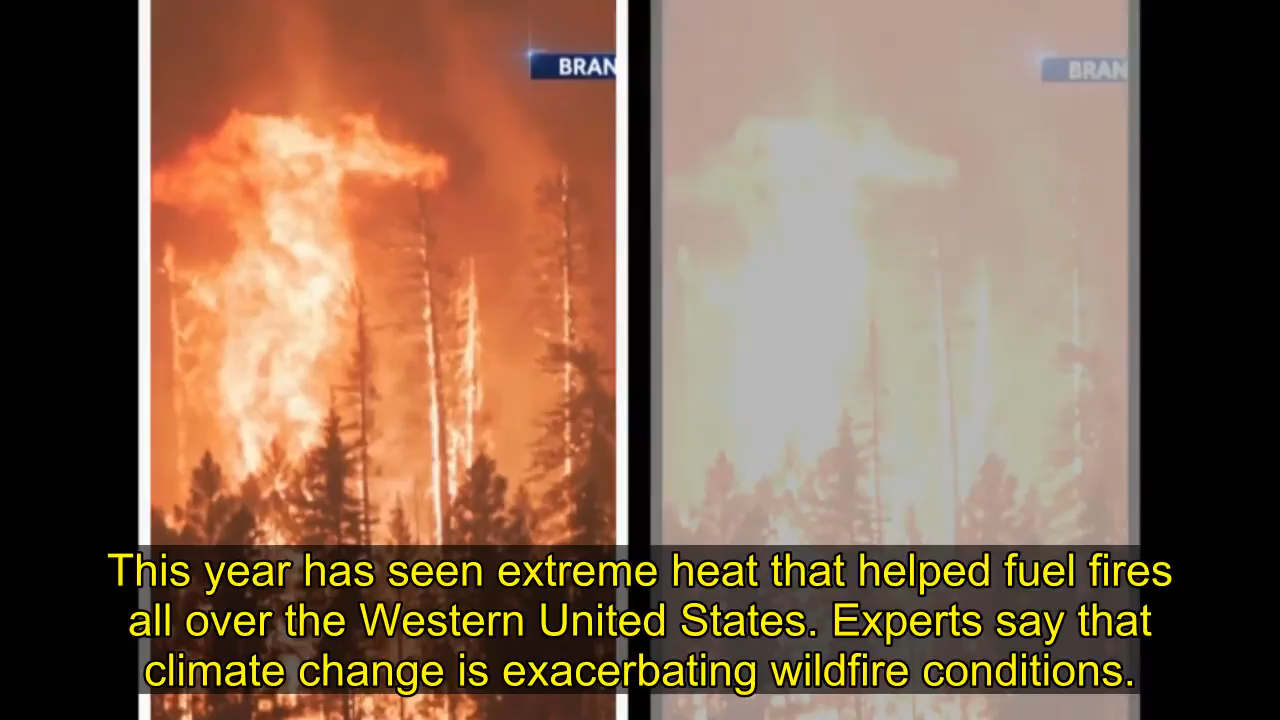 BRAN
BRAN
This year has seen extreme heat that helped fuel fires
all over the Western United States. Experts say that
climate change is exacerbating wildfire conditions.